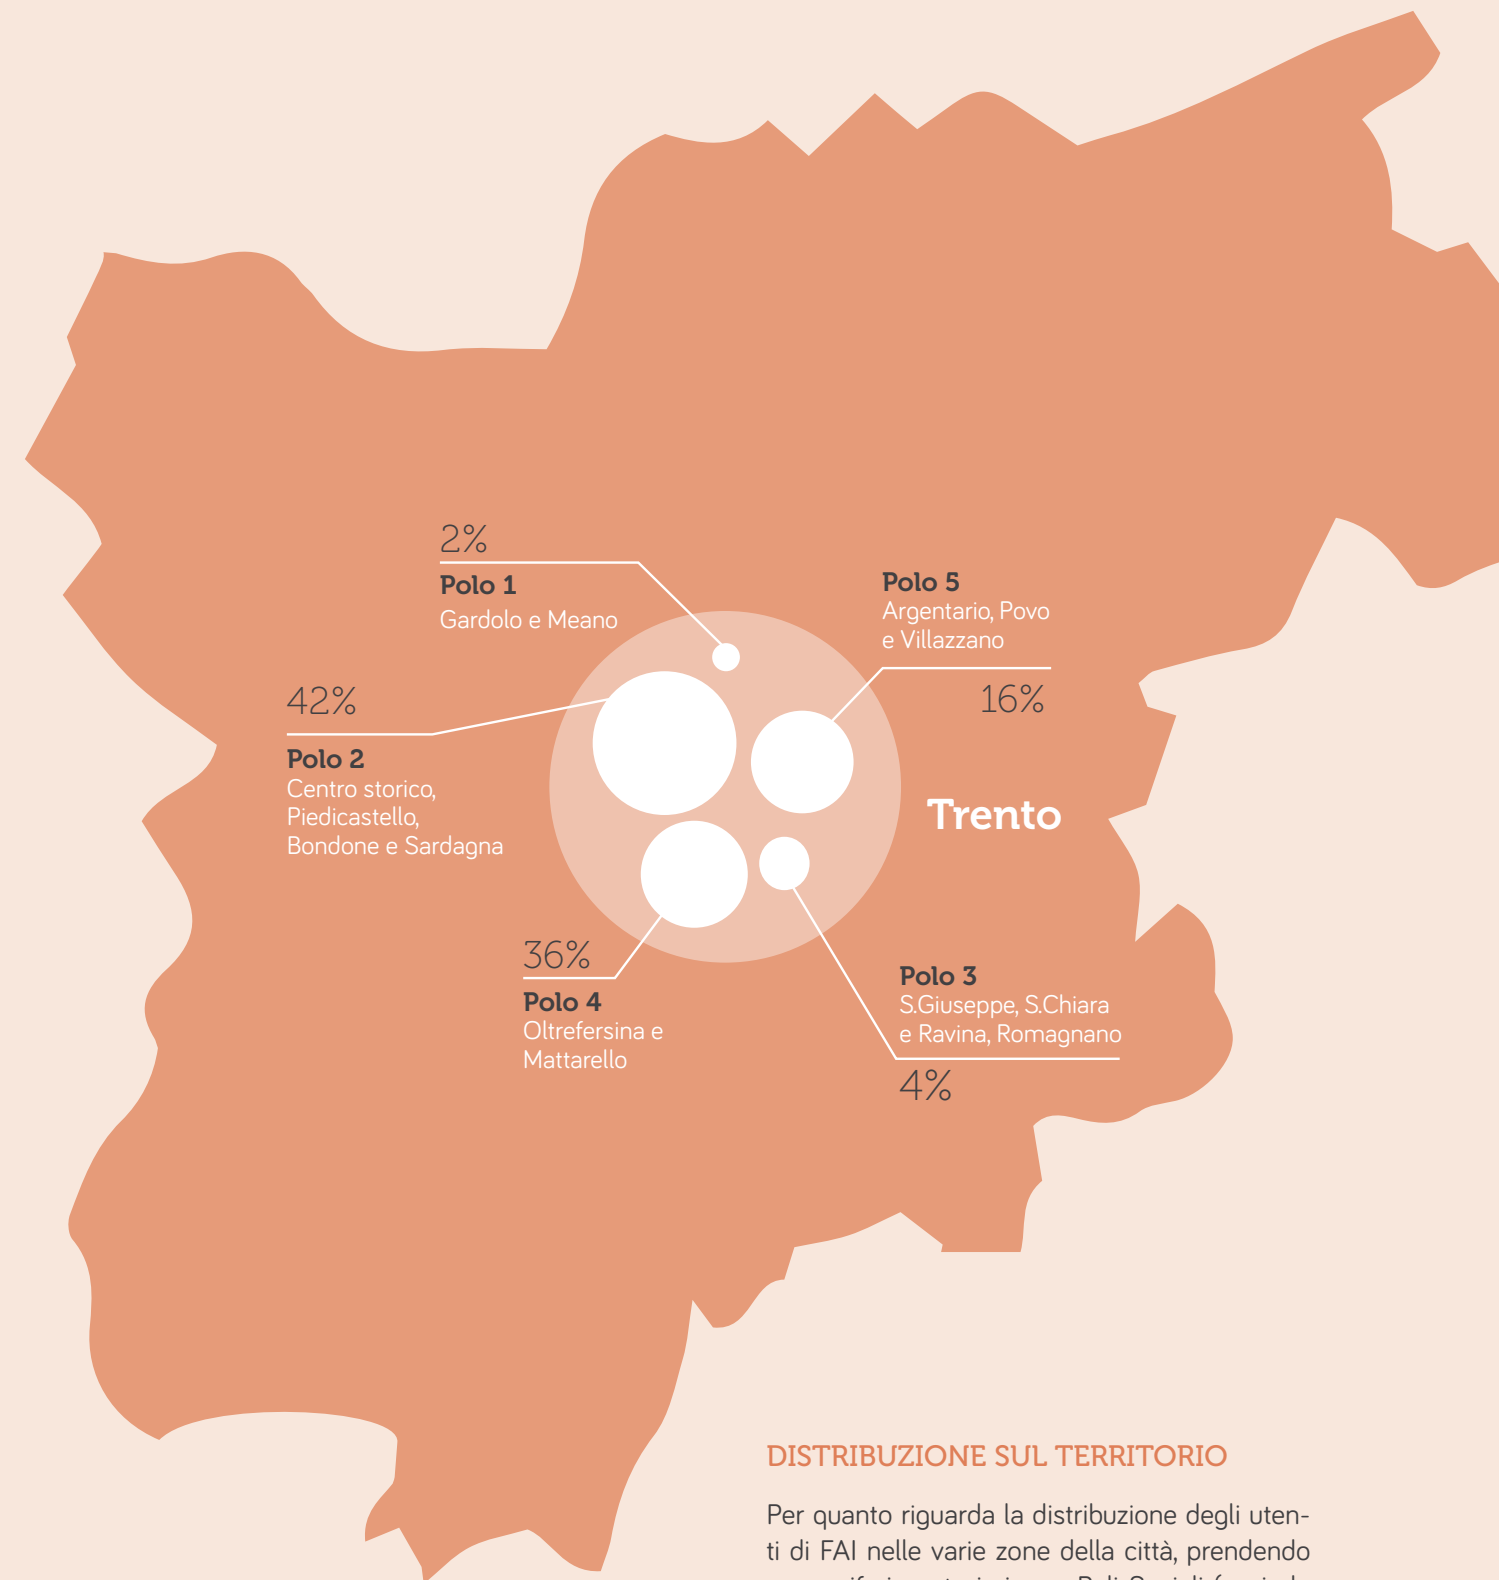 2%
Polo 1
Gardolo e Meano
Polo 5
Argentario, Povo
e Villazzano
16%
42%
Polo 2
Centro storico,
Piedicastello,
Bondone e Sardagna
Trento
36%
Polo 4
Oltrefersina e
Mattarello
Polo 3
S.Giuseppe, S.Chiara
e Ravina, Romagnano
4%
DISTRIBUZIONE SUL TERRITORIO
Per quanto riguarda la distribuzione degli uten-
ti di FAI nelle varie zone della città, prendendo